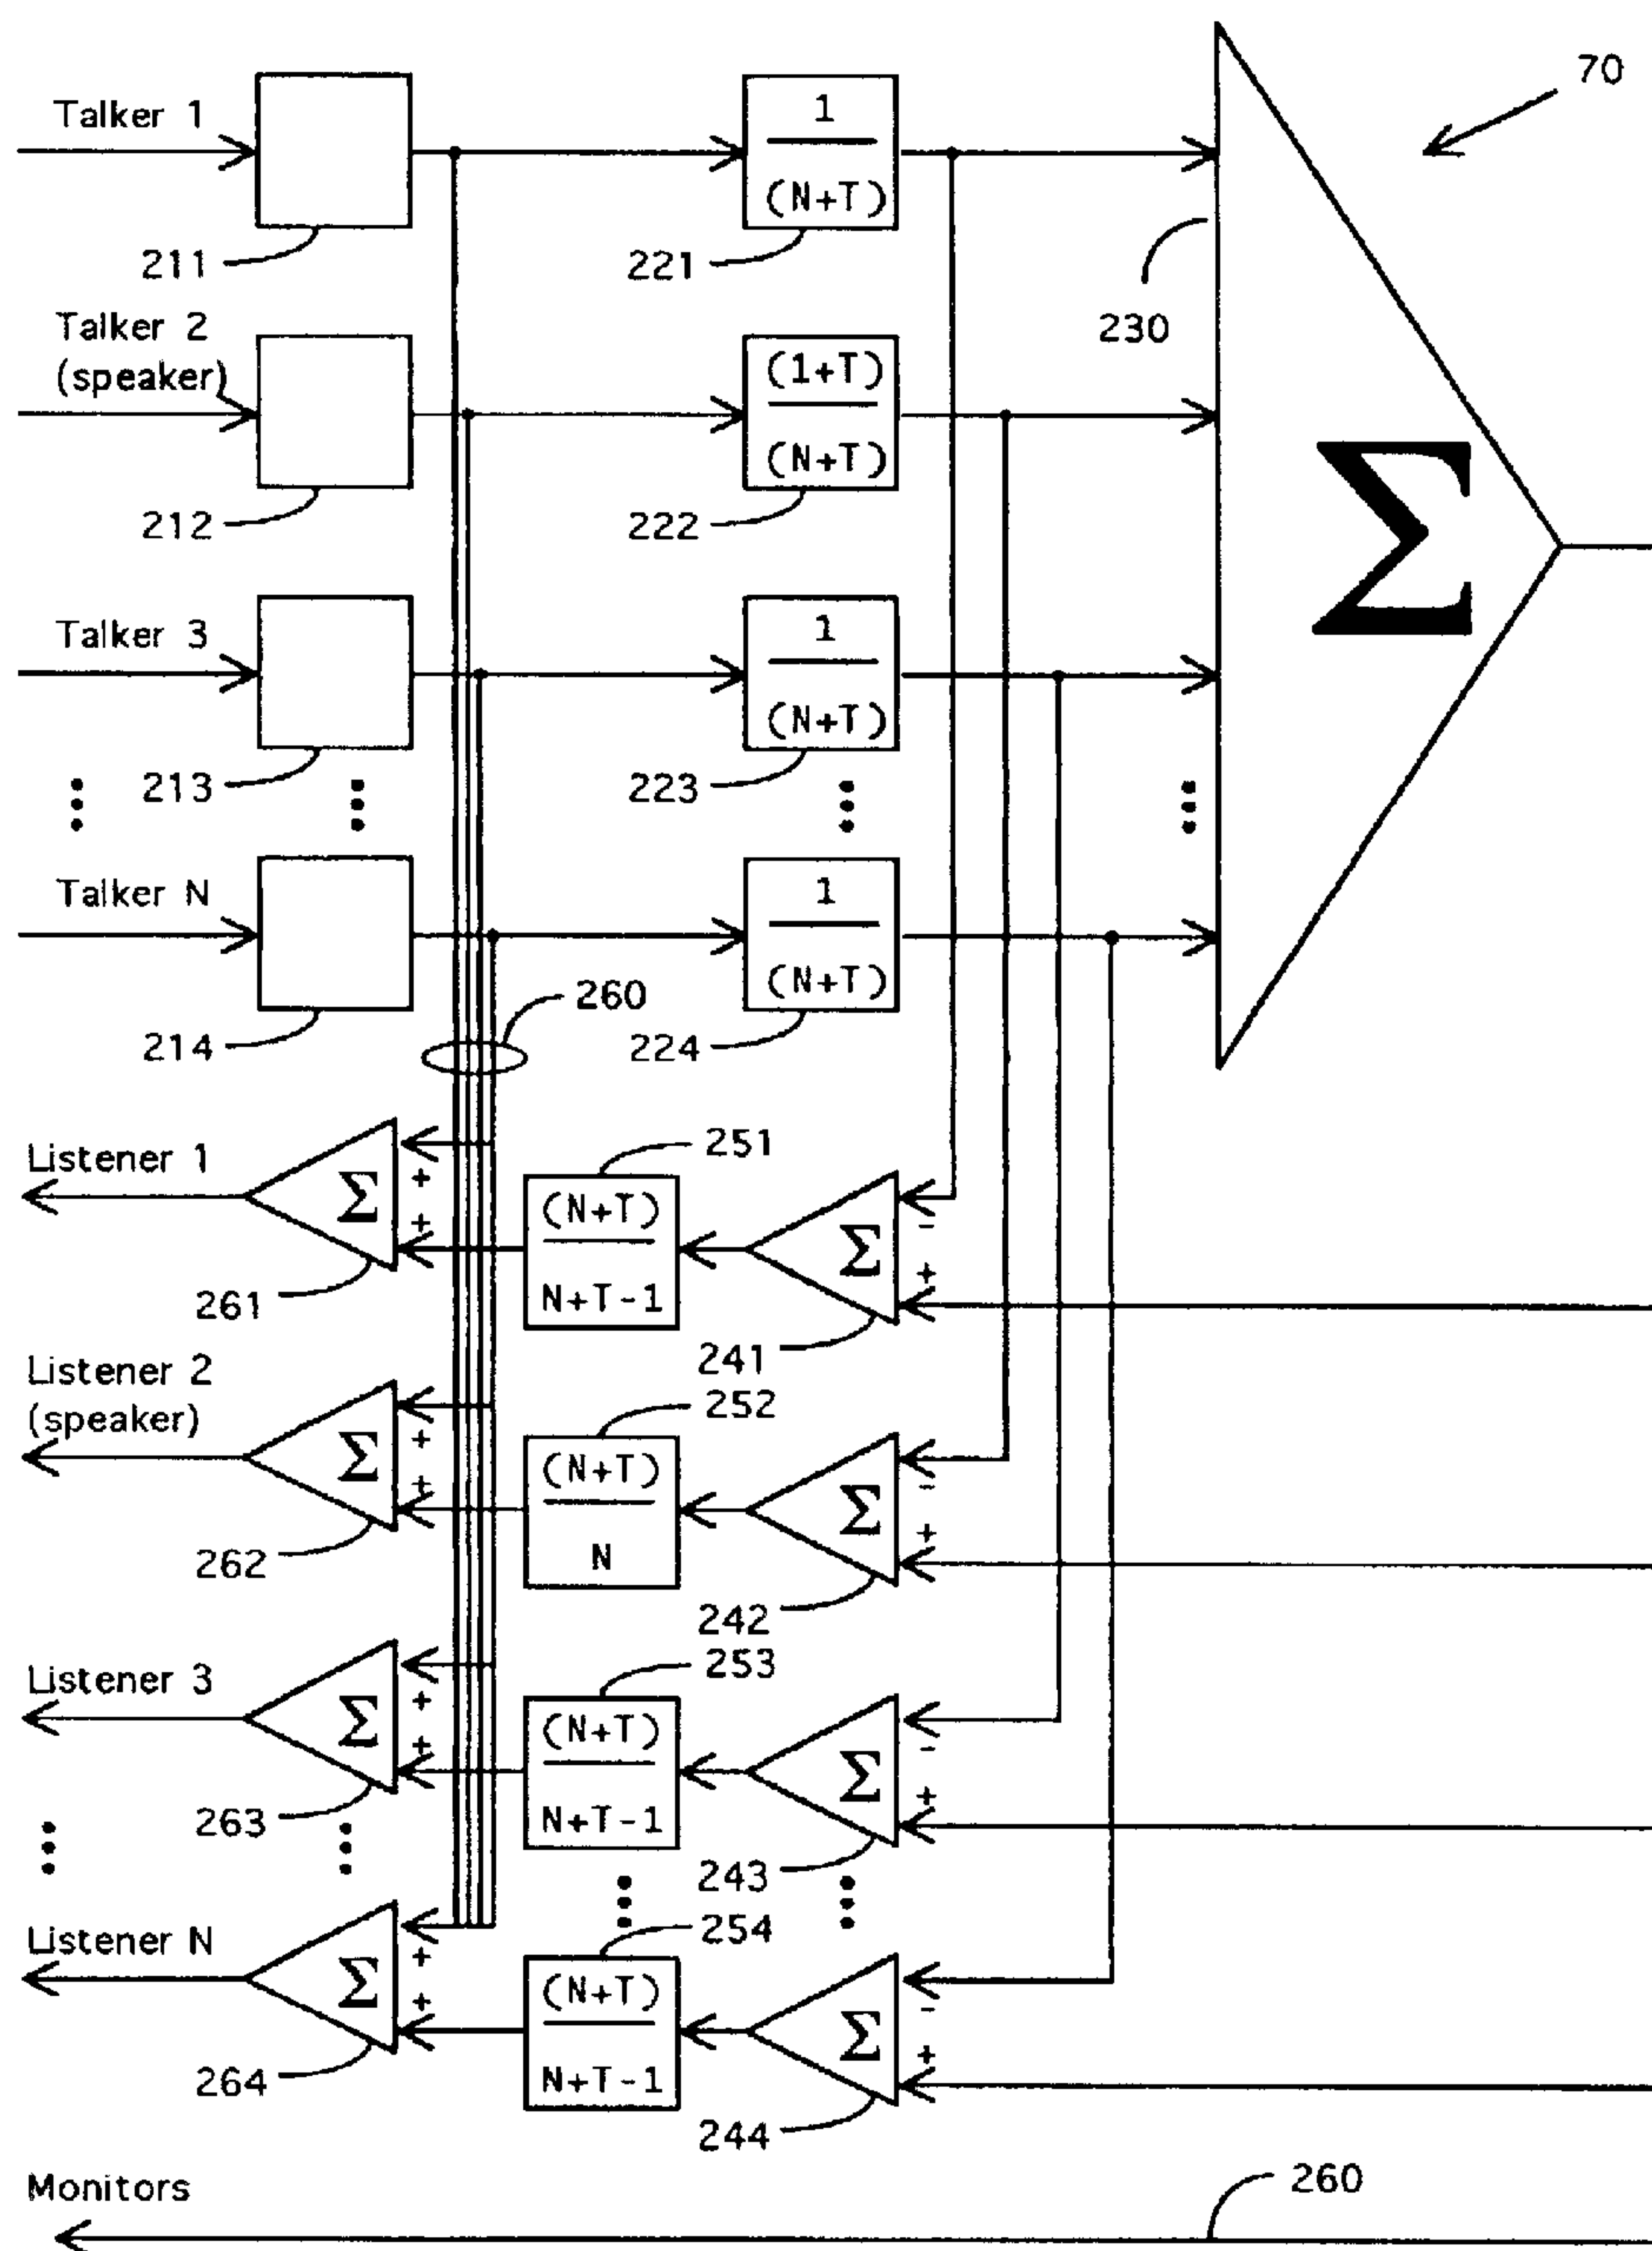 70
Talker 1
1
(N+T)
211
221
230
Talker 2
(speaker)
(1+T)
(N+T)
212
222
Σ
Talker 3
1
(N+T)
213
223
Talker N
1
(N+T)
260
214
224
Listener 1
Σ
+
+
251
(N+T)
N+T-1
Σ
-
+
261
241
Listener 2
(speaker)
Σ
+
+
252
(N+T)
N
Σ
-
+
262
242
Listener 3
Σ
+
+
253
(N+T)
N+T-1
Σ
-
+
263
243
Listener N
Σ
+
+
254
(N+T)
N+T-1
Σ
-
+
264
244
Monitors
260